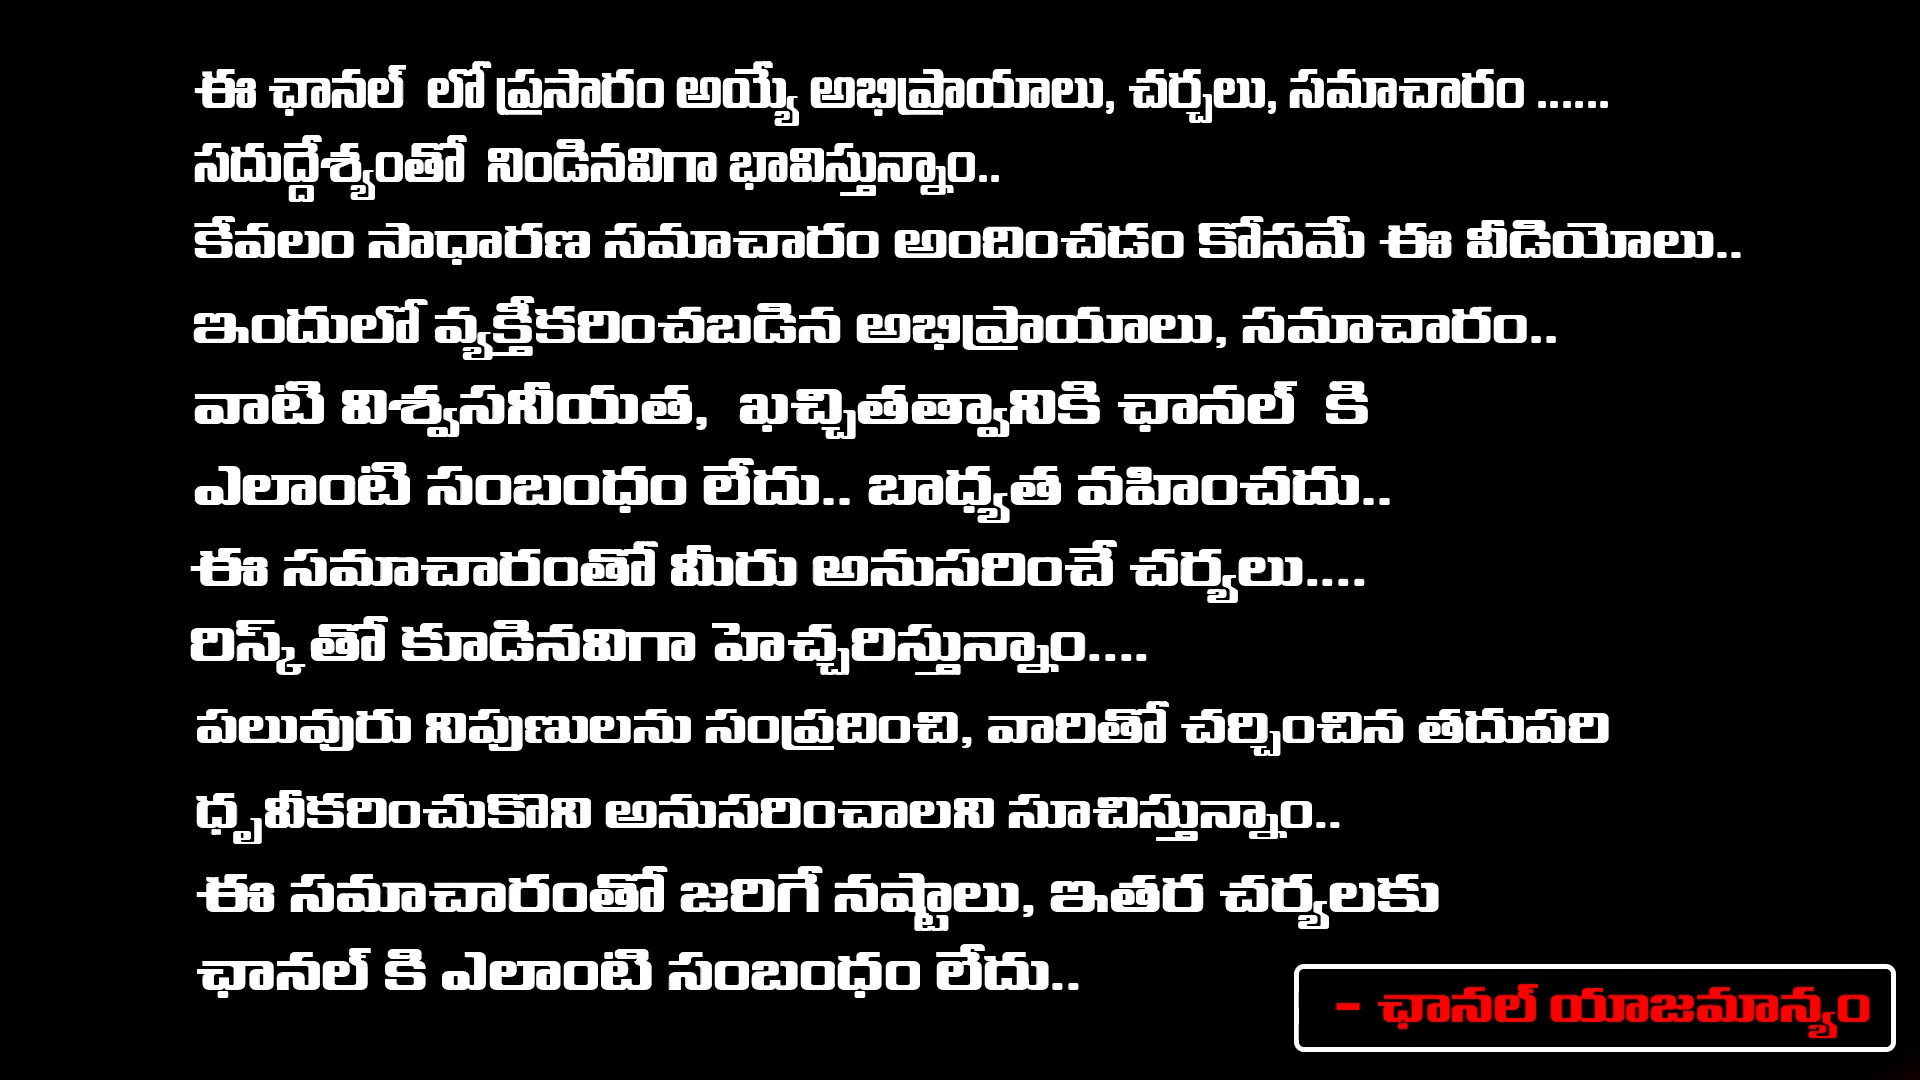 ఈ ఛానల్ లో ప్రసారం అయ్యే అభిప్రాయాలు, చర్చలు, సమాచారం ......
సదుద్దేశ్యంతో నిండినవిగా భావిస్తున్నాం..
కేవలం సాధారణ సమాచారం అందించడం కోసమే ఈ వీడియోలు..
ఇందులో వ్యక్తీకరించబడిన అభిప్రాయాలు, సమాచారం..
వాటి విశ్వసనీయత, ఖచ్చితత్వానికి ఛానల్ కి
ఎలాంటి సంబంధం లేదు.. బాధ్యత వహించదు..
ఈ సమాచారంతో మీరు అనుసరించే చర్యలు....
రిస్క్ తో కూడినవిగా హెచ్చరిస్తున్నాం....
పలువురు నిపుణులను సంప్రదించి, వారితో చర్చించిన తదుపరి
ధృవీకరించుకొని అనుసరించాలని సూచిస్తున్నాం..
ఈ సమాచారంతో జరిగే నష్టాలు, ఇతర చర్యలకు
ఛానల్ కి ఎలాంటి సంబంధం లేదు..
- ఛానల్ యాజమాన్యం